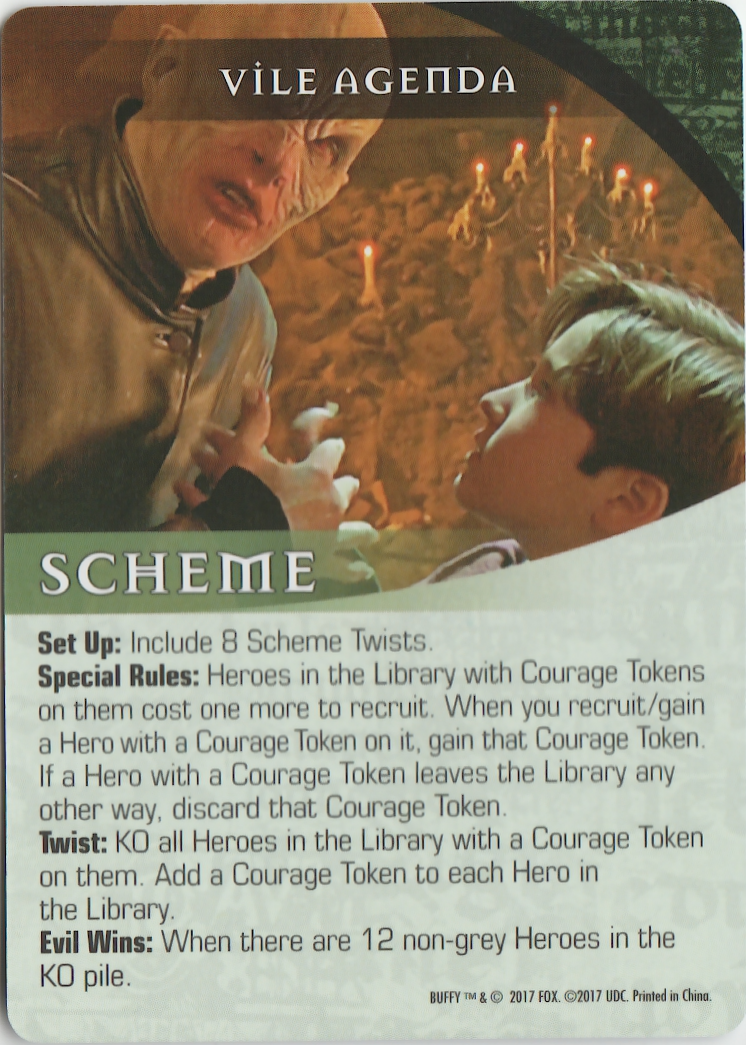 VILE AGENDA
SCHEME
Set Up: Include 8 Scheme Twists.
Special Rules: Heroes in the Library with Courage Tokens
on them cost one more to recruit. When you recruit/gain
a Hero with a Courage Token on it, gain that Courage Token.
If a Hero with a Courage Token leaves the Library any
other way, discard that Courage Token.
Twist: KO all Heroes in the Library with a Courage Token
on them. Add a Courage Token to each Hero in
the Library.
Evil Wins: When there are 12 non-grey Heroes in the
KO pile.
BUFFY ™ & © 2017 FOX. ©2017 UDC. Printed in China.